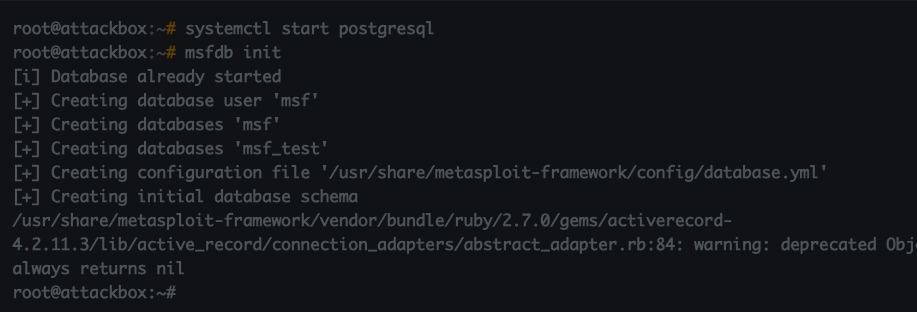 root@attackbox:~# systemctl start postgresql
root@attackbox:~# msfdb init
[i] Database already started
[+] Creating database user 'msf'
[+] Creating databases 'msf'
[+] Creating databases 'msf_test'
[+] Creating configuration file '/usr/share/metasploit-framework/config/database.yml'
[+] Creating initial database schema
/usr/share/metasploit-framework/vendor/bundle/ruby/2.7.0/gems/activerecord-
4.2.11.3/lib/active_record/connection_adapters/abstract_adapter.rb:84: warning: deprecated Obj
always returns nil
root@attackbox:~#